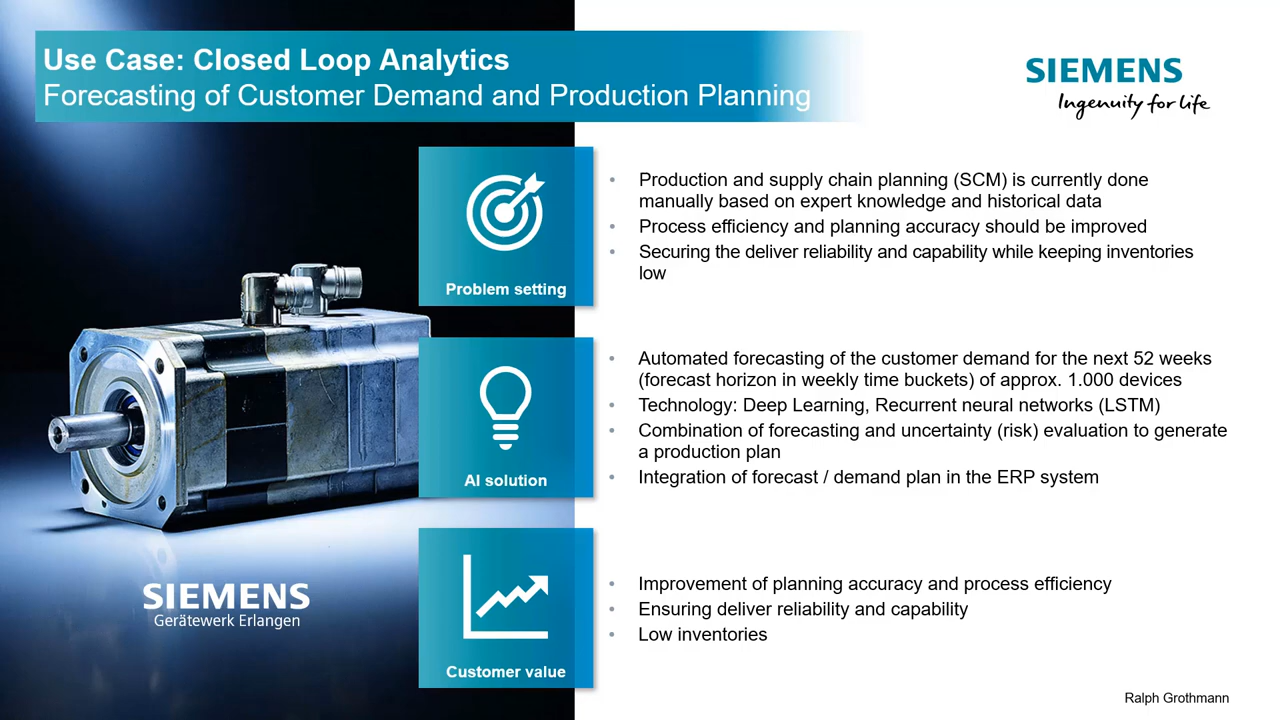 Use Case: Closed Loop Analytics
Forecasting of Customer Demand and Production Planning
SIEMENS
Ingenuity for life
Problem setting
• Production and supply chain planning (SCM) is currently done
manually based on expert knowledge and historical data
• Process efficiency and planning accuracy should be improved
• Securing the deliver reliability and capability while keeping inventories
low
AI solution
• Automated forecasting of the customer demand for the next 52 weeks
(forecast horizon in weekly time buckets) of approx. 1.000 devices
• Technology: Deep Learning, Recurrent neural networks (LSTM)
• Combination of forecasting and uncertainty (risk) evaluation to generate
a production plan
• Integration of forecast / demand plan in the ERP system
SIEMENS
Gerätewerk Erlangen
Customer value
• Improvement of planning accuracy and process efficiency
• Ensuring deliver reliability and capability
• Low inventories
Ralph Grothmann